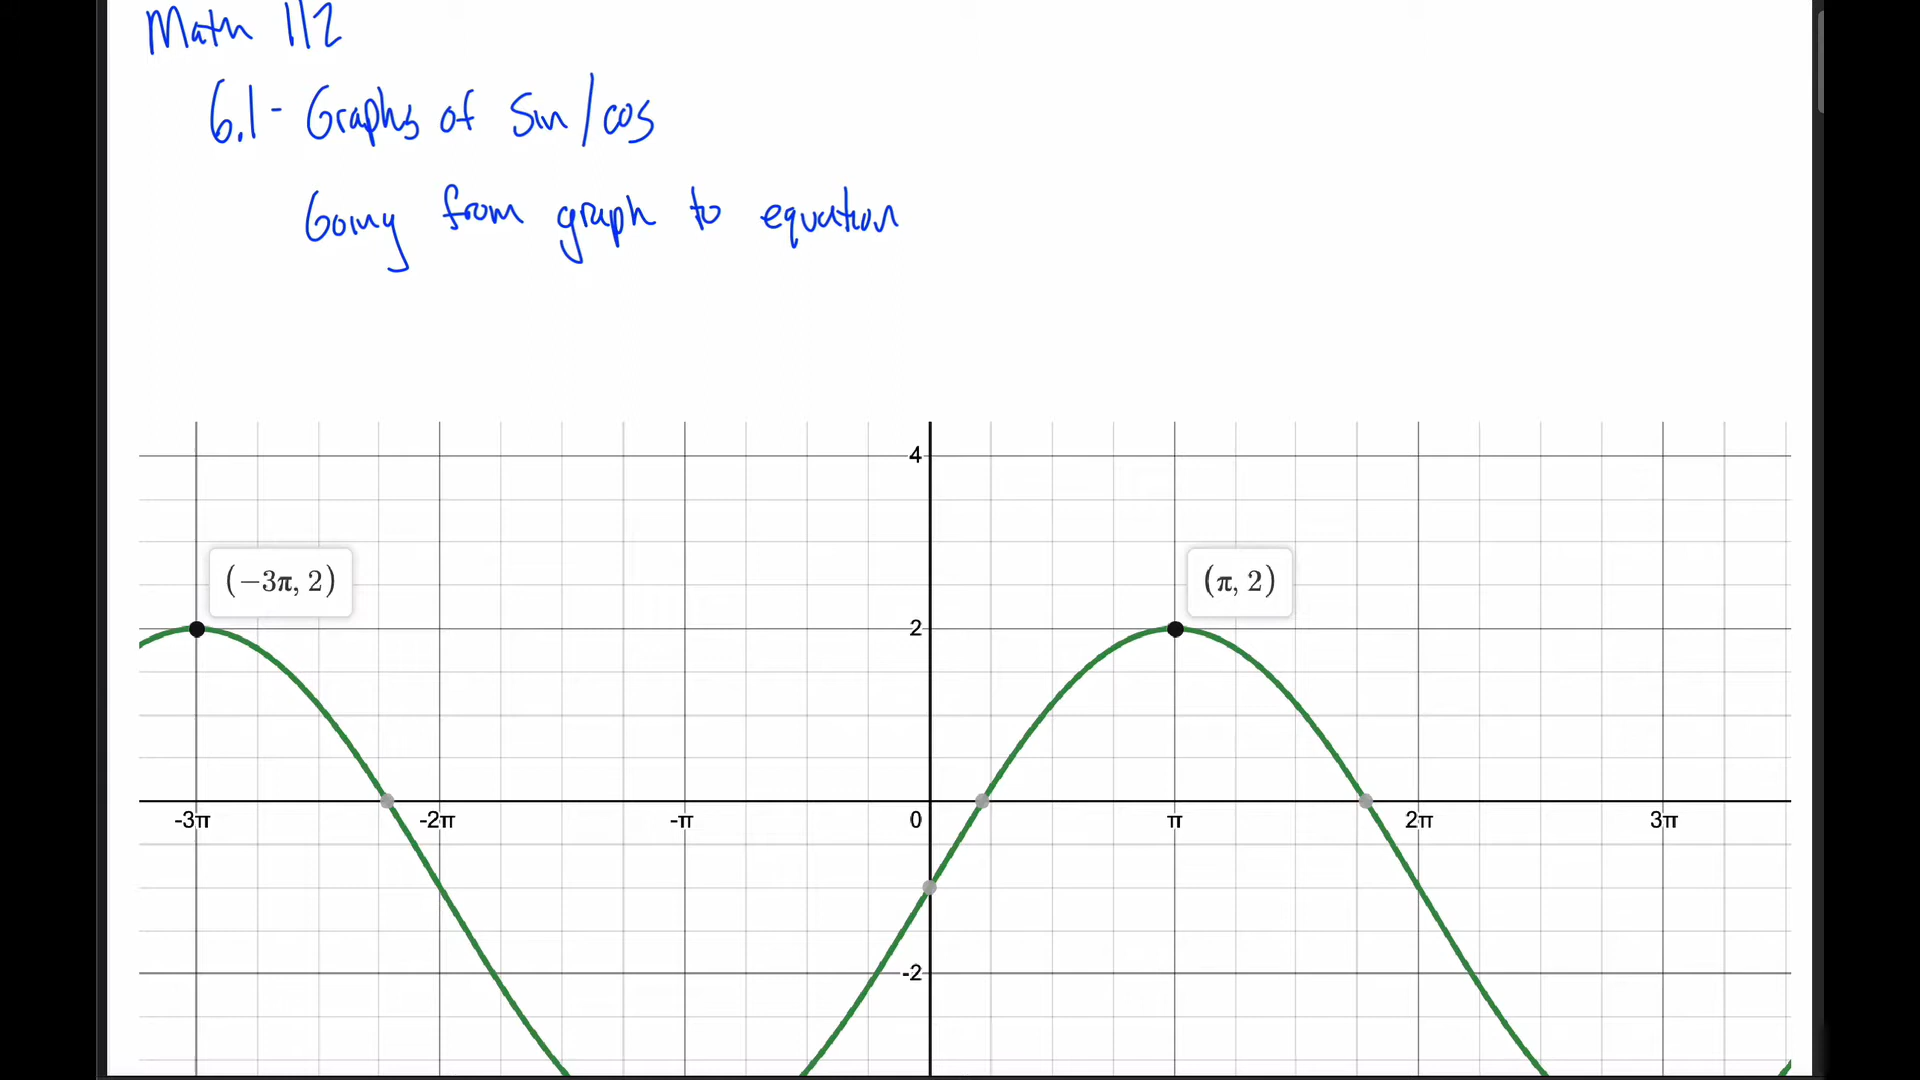 Math 112
6.1- Graphs of Sin/cos
Going from graph to equation
4
(−3π, 2)
(π, 2)
2
-3π
-2π
-π
0
π
2π
3π
-2